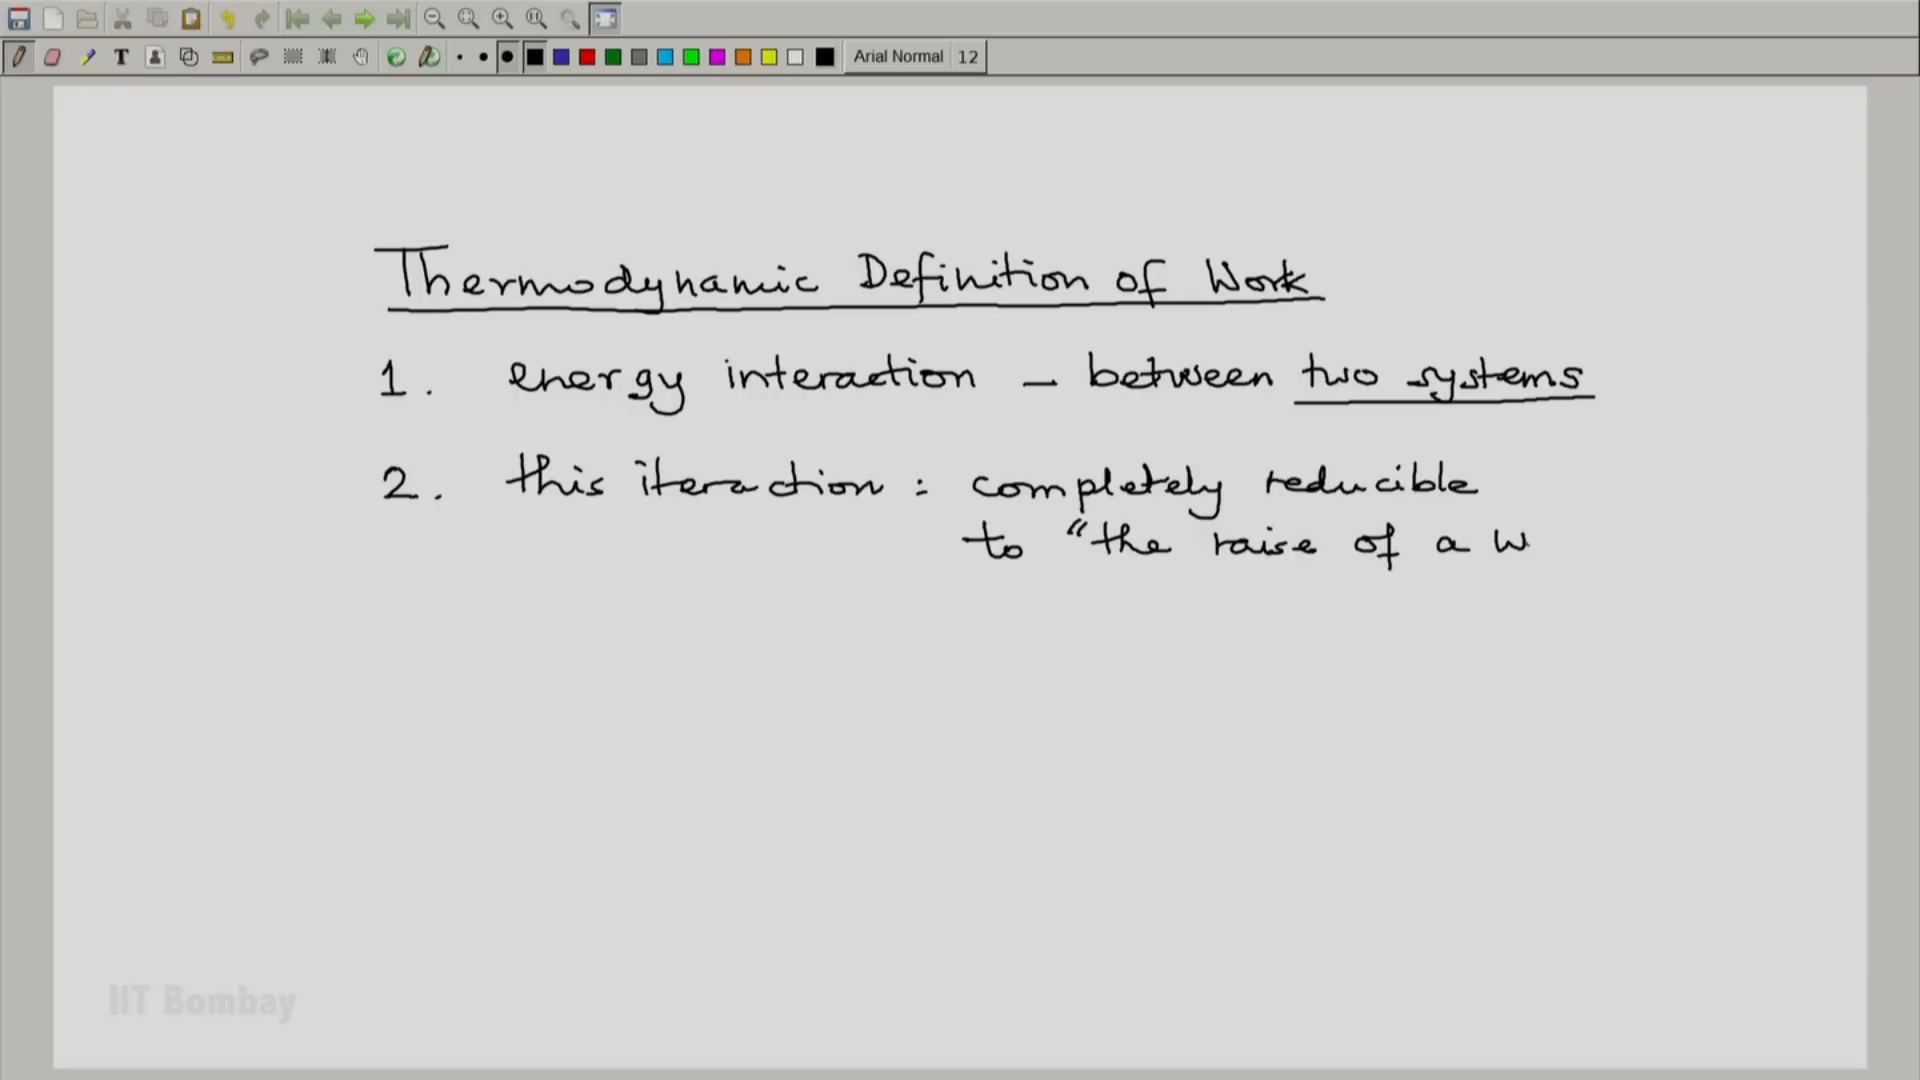 Arial Normal 12
Thermodynamic Definition of Work
1. energy interaction – between two systems
2. this iteraction : completely reducible
to "the raise of a w
IIT Bombay